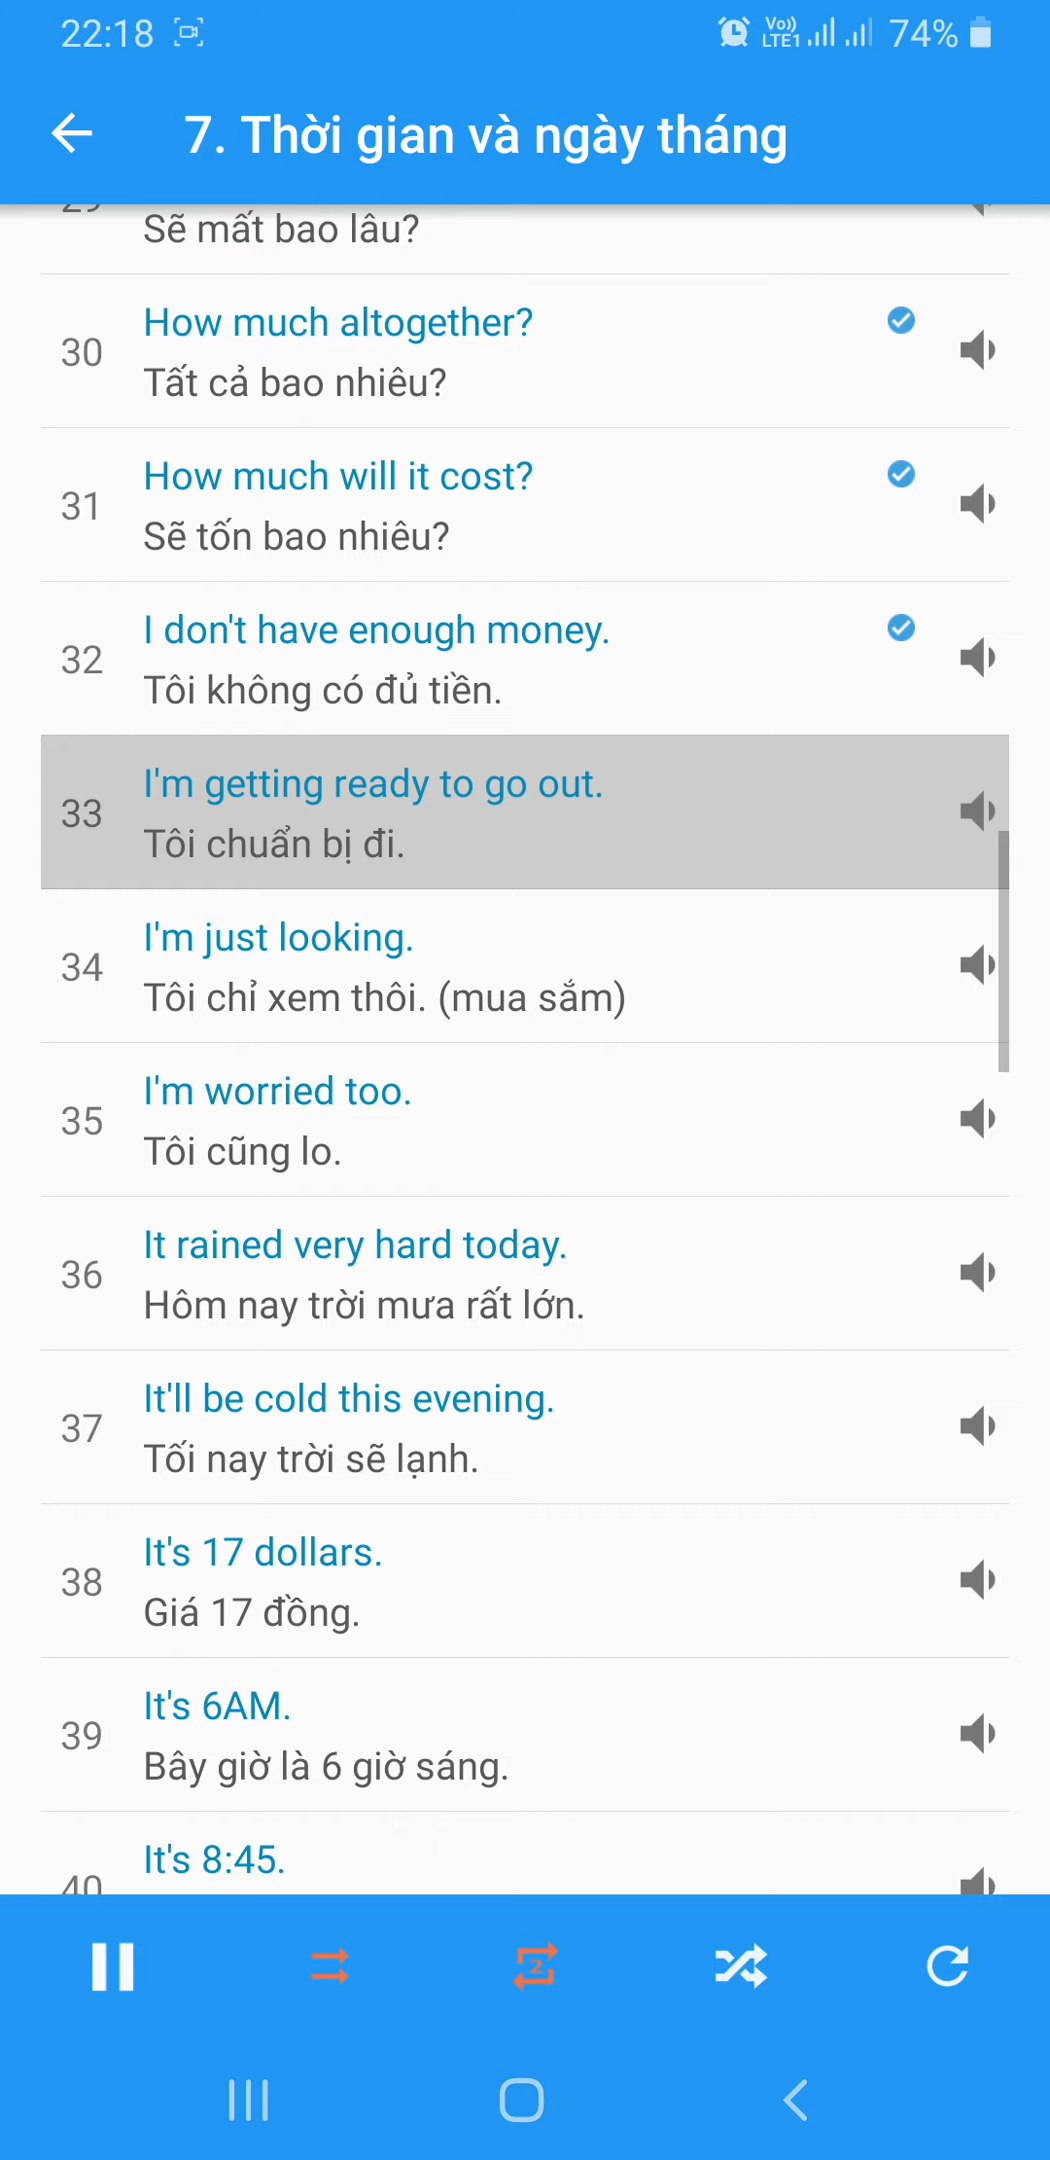 22:18 Vo)) LTE1 74%
7. Thời gian và ngày tháng
29
Sẽ mất bao lâu?
How much altogether?
30
Tất cả bao nhiêu?
How much will it cost?
31
Sẽ tốn bao nhiêu?
I don't have enough money.
32
Tôi không có đủ tiền.
I'm getting ready to go out.
33
Tôi chuẩn bị đi.
I'm just looking.
34
Tôi chỉ xem thôi. (mua sắm)
I'm worried too.
35
Tôi cũng lo.
It rained very hard today.
36
Hôm nay trời mưa rất lớn.
It'll be cold this evening.
37
Tối nay trời sẽ lạnh.
It's 17 dollars.
38
Giá 17 đồng.
It's 6AM.
39
Bây giờ là 6 giờ sáng.
It's 8:45.
40
2